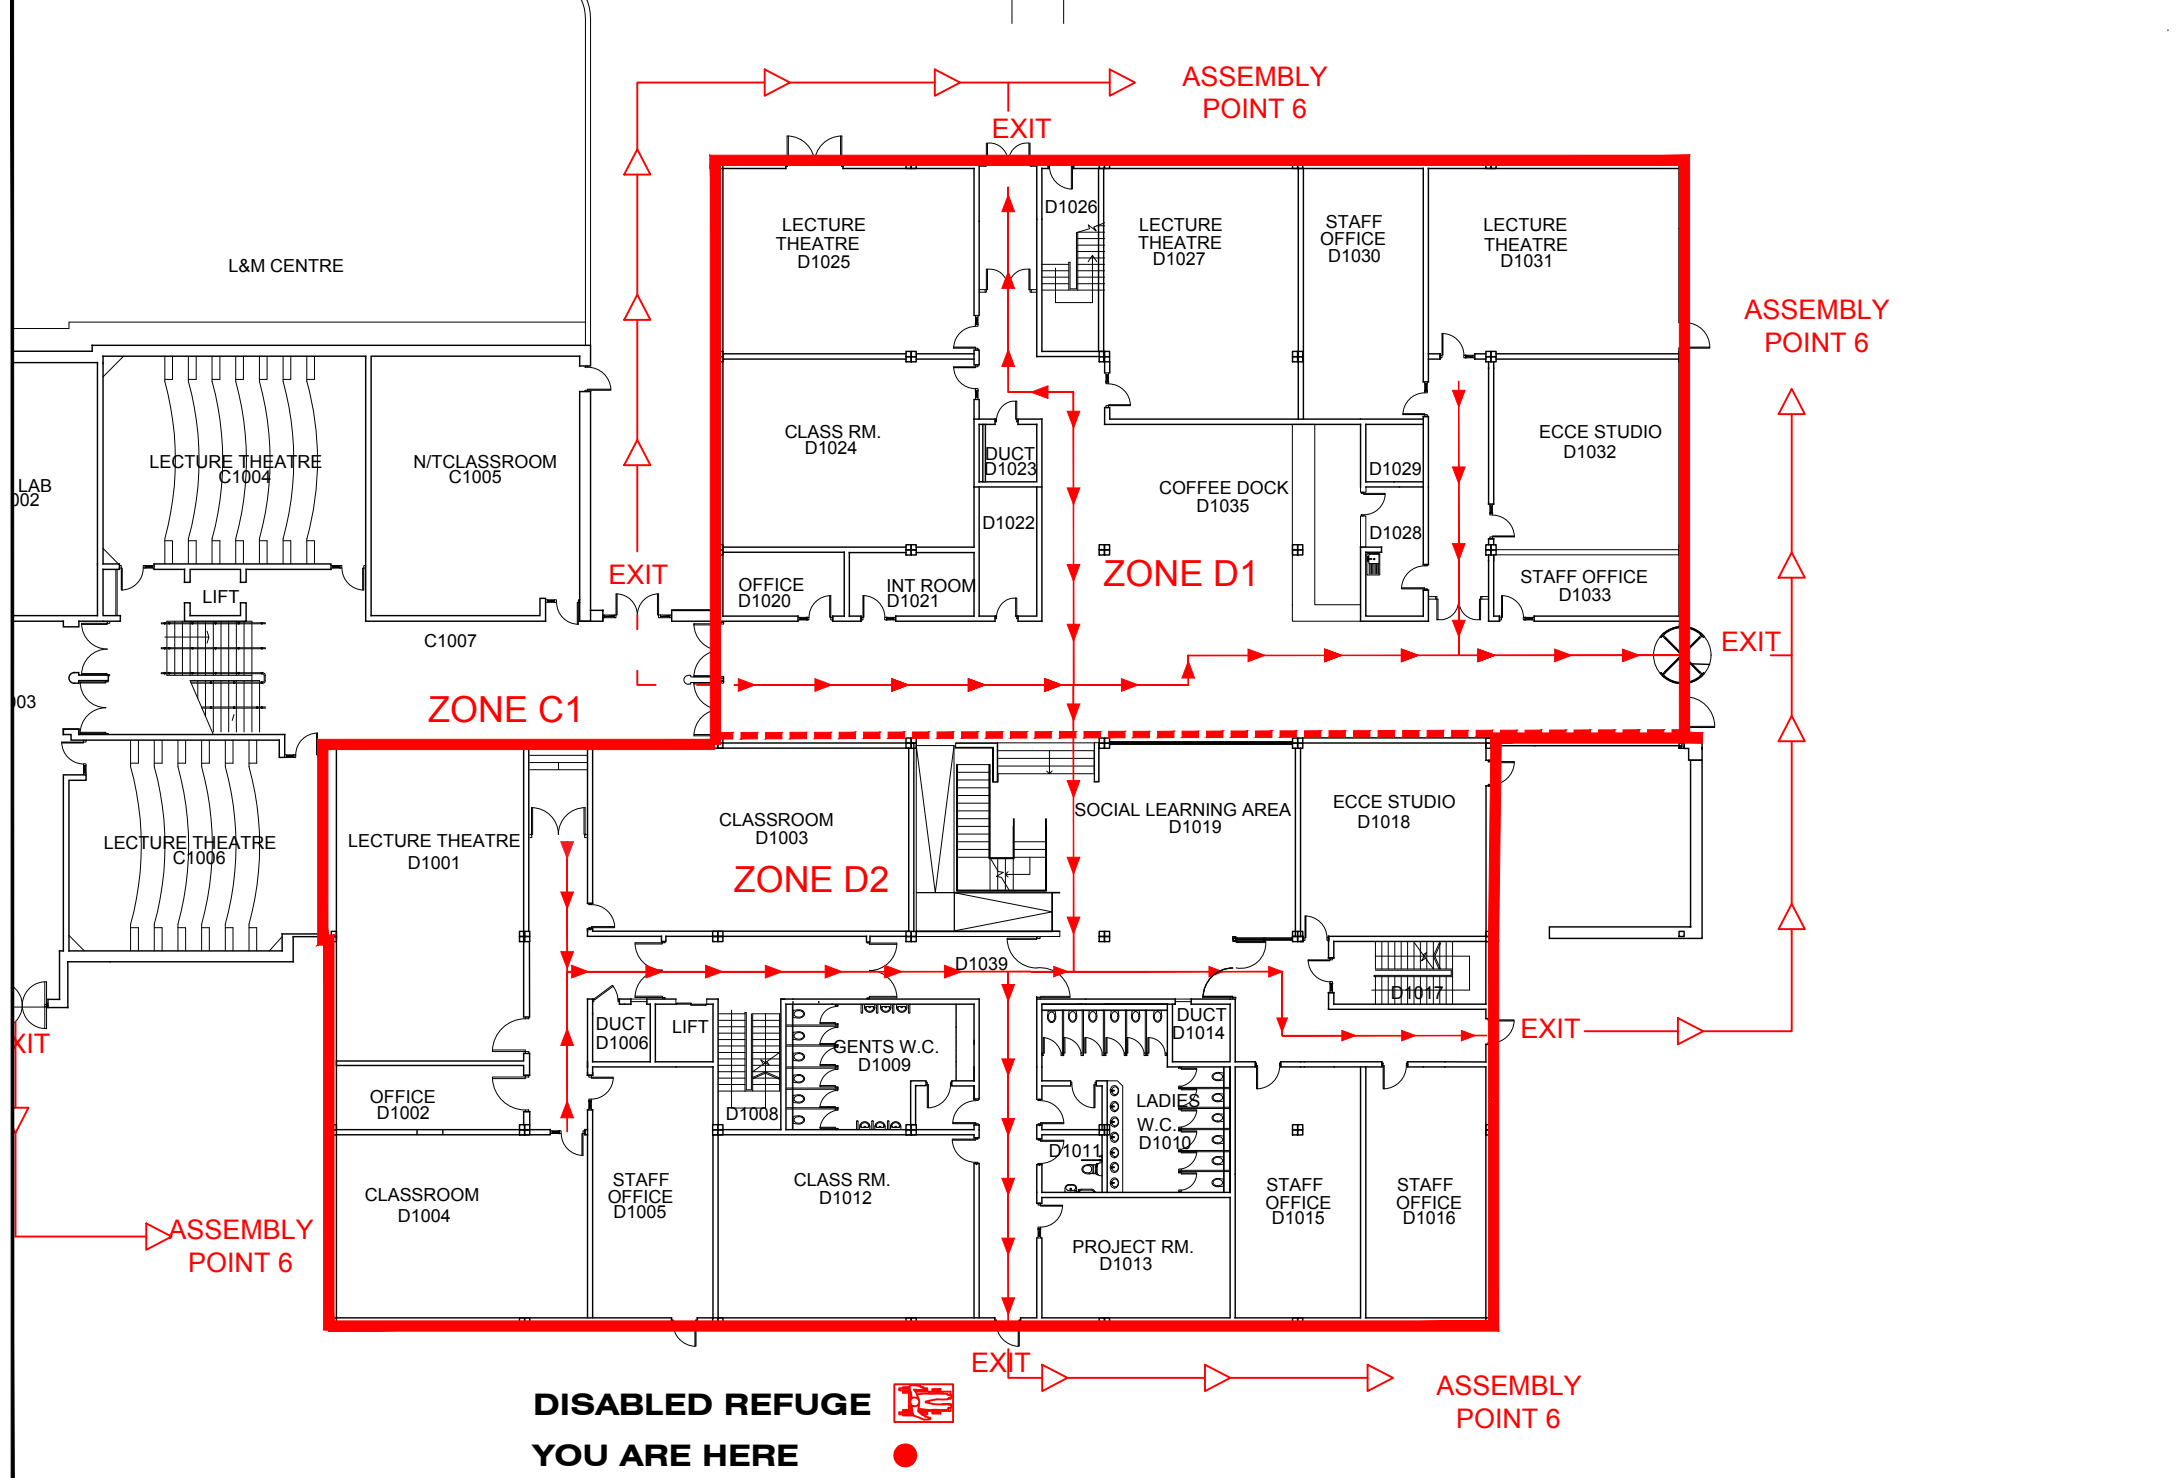 ASSEMBLY
POINT 6
EXIT
LECTURE
THEATRE
D1025
D1026
LECTURE
THEATRE
D1027
STAFF
OFFICE
D1030
LECTURE
THEATRE
D1031
L&M CENTRE
ASSEMBLY
POINT 6
LECTURE THEATRE
C1004
N/TCLASSROOM
C1005
CLASS RM.
D1024
DUCT
D1023
COFFEE DOCK
D1035
D1029
ECCE STUDIO
D1032
LAB
002
D1022
D1028
EXIT
ZONE D1
OFFICE
D1020
INT ROOM
D1021
STAFF OFFICE
D1033
LIFT
C1007
EXIT
003
ZONE C1
LECTURE THEATRE
C1006
LECTURE THEATRE
D1001
CLASSROOM
D1003
ZONE D2
SOCIAL LEARNING AREA
D1019
ECCE STUDIO
D1018
D1039
D1017
XIT
DUCT
D1006
LIFT
GENTS W.C.
D1009
DUCT
D1014
EXIT
OFFICE
D1002
D1008
LADIES
W.C.
D1010
D1011
CLASSROOM
D1004
STAFF
OFFICE
D1005
CLASS RM.
D1012
STAFF
OFFICE
D1015
STAFF
OFFICE
D1016
ASSEMBLY
POINT 6
PROJECT RM.
D1013
EXIT
ASSEMBLY
POINT 6
DISABLED REFUGE
YOU ARE HERE